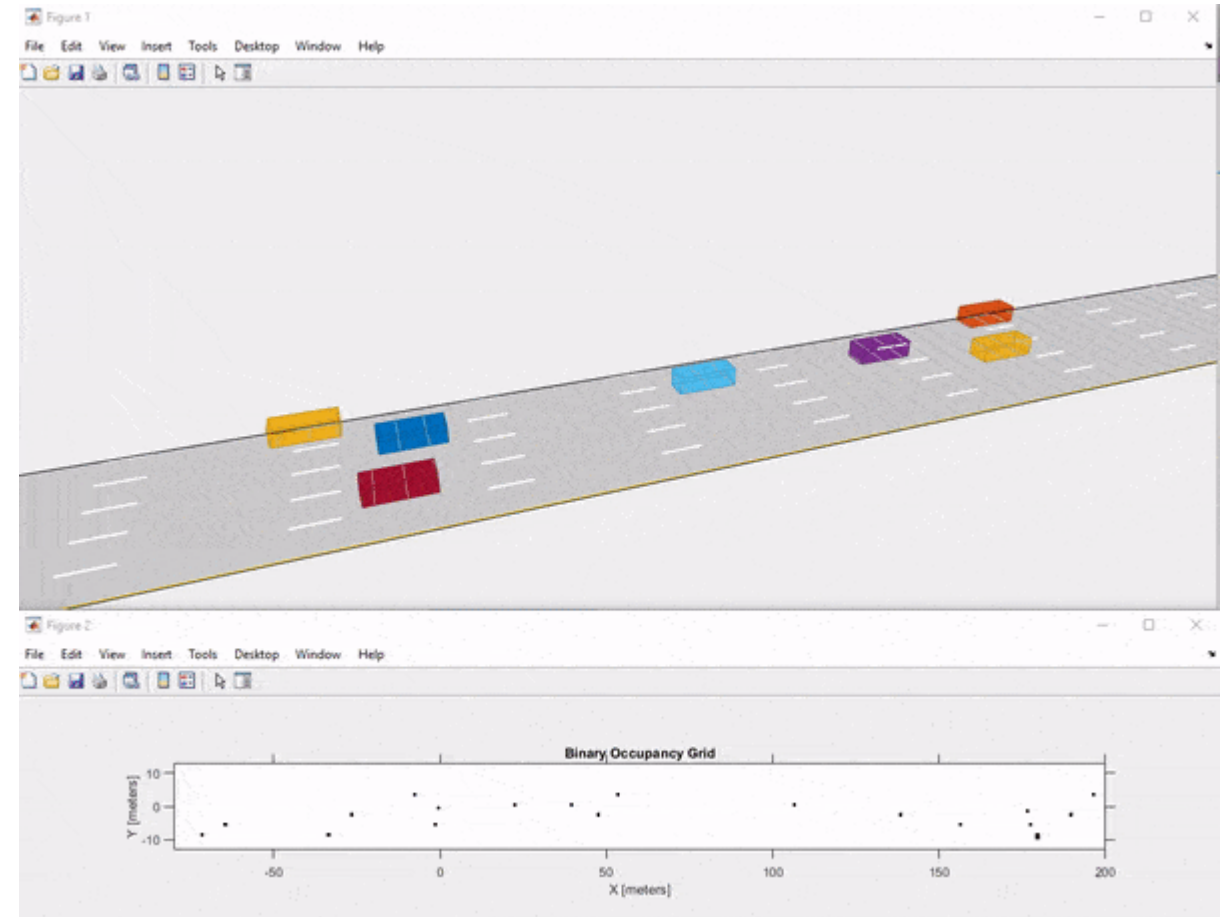 Figure 1
File Edit View Insert Tools Desktop Window Help
Figure 2
File Edit View Insert Tools Desktop Window Help
Binary Occupancy Grid
Y [meters]
10
0
-10
-50 0 50 100 150 200
X [meters]